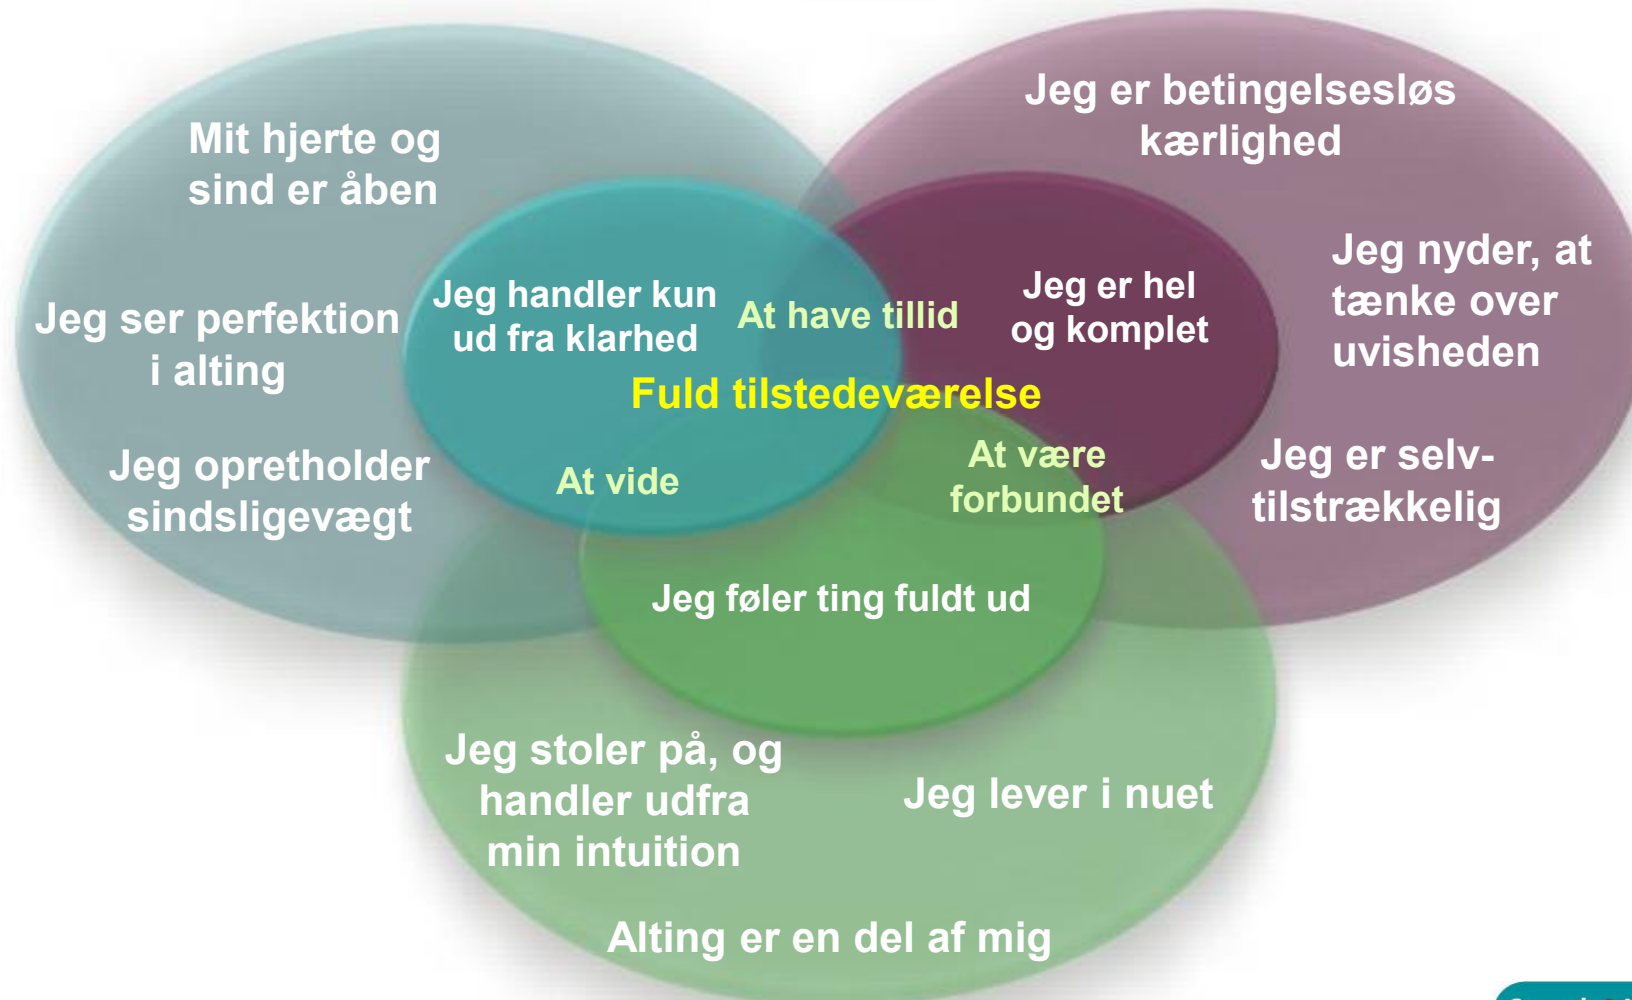 Mit hjerte og
sind er åben
Jeg ser perfektion
i alting
Jeg opretholder
sindsligevægt
Jeg handler kun
ud fra klarhed
At have tillid
Fuld tilstedeværelse
At vide
Jeg er betingelsesløs
kærlighed
Jeg er hel
og komplet
Jeg nyder, at
tænke over
uvisheden
Jeg er selv-
tilstrækkelig
At være
forbundet
Jeg føler ting fuldt ud
Jeg stoler på, og
handler udfra
min intuition
Jeg lever i nuet
Alting er en del af mig